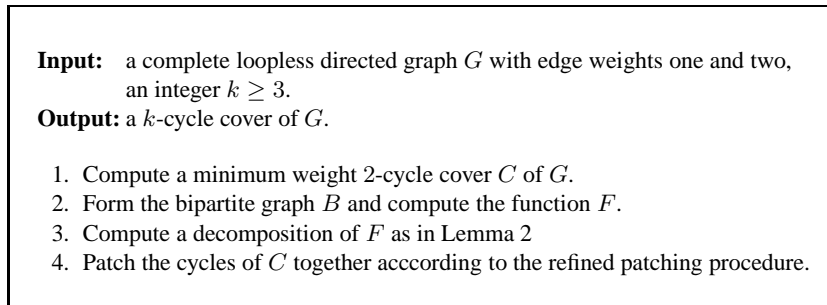 Input: a complete loopless directed graph G with edge weights one and two,
an integer k ≥ 3.
Output: a k-cycle cover of G.
1. Compute a minimum weight 2-cycle cover C of G.
2. Form the bipartite graph B and compute the function F.
3. Compute a decomposition of F as in Lemma 2
4. Patch the cycles of C together acccording to the refined patching procedure.